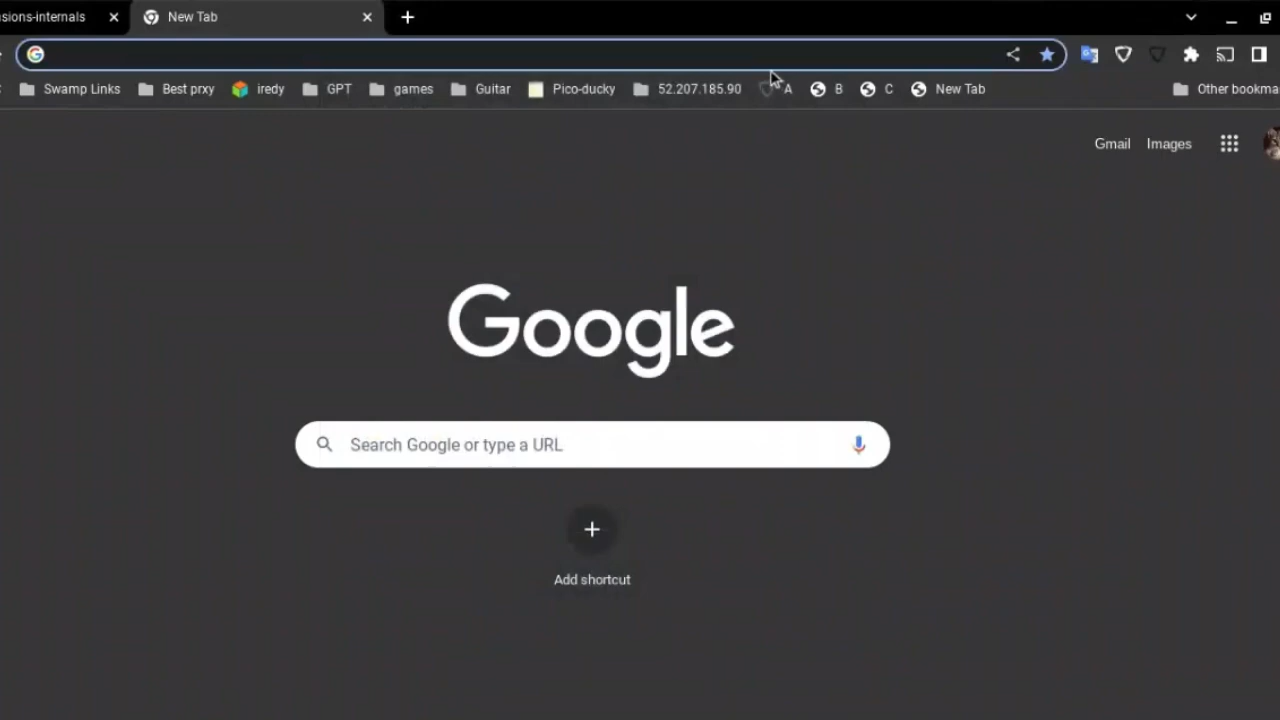 sions-internals
New Tab
Swamp Links Best prxy iredy GPT games Guitar Pico-ducky 52.207.185.90 A B C New Tab Other bookma
Gmail Images
Google
Search Google or type a URL
Add shortcut